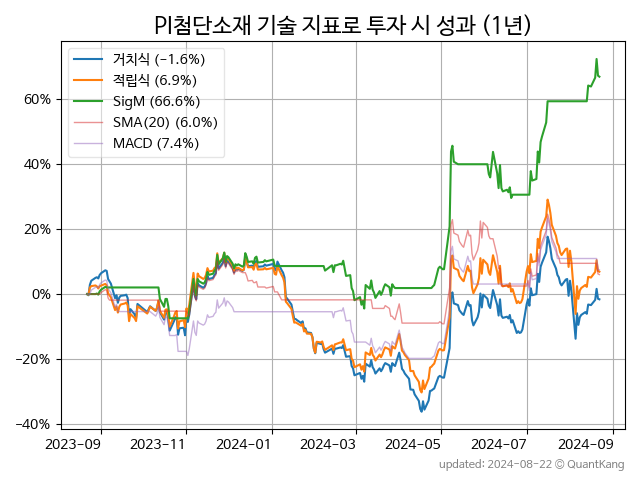 PI첨단소재 기술 지표로 투자 시 성과 (1년)
거치식 (−1.6%)
적립식 (6.9%)
SigM (66.6%)
SMA(20) (6.0%)
MACD (7.4%)
60%
40%
20%
0%
−20%
−40%
2023-09 2023-11 2024-01 2024-03 2024-05 2024-07 2024-09
updated: 2024-08-22 © QuantKang